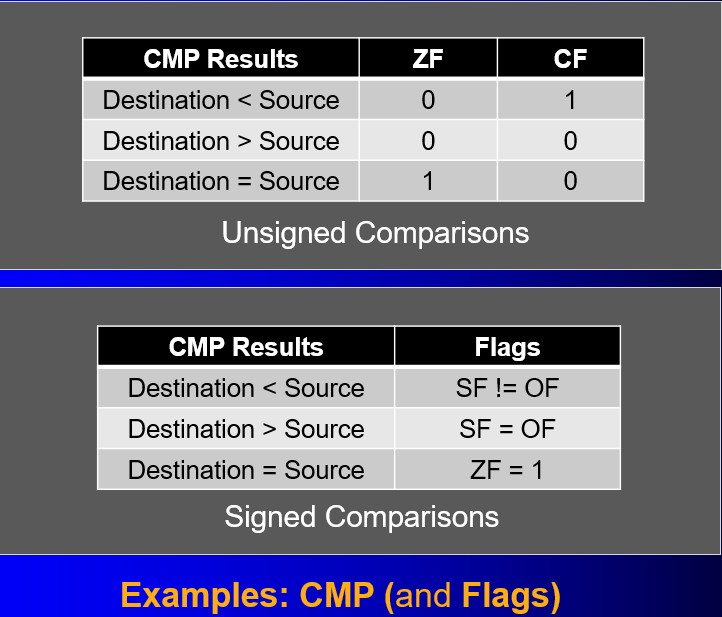 CMP Results ZF CF
Destination < Source 0 1
Destination > Source 0 0
Destination = Source 1 0
Unsigned Comparisons
CMP Results Flags
Destination < Source SF != OF
Destination > Source SF = OF
Destination = Source ZF = 1
Signed Comparisons
Examples: CMP (and Flags)